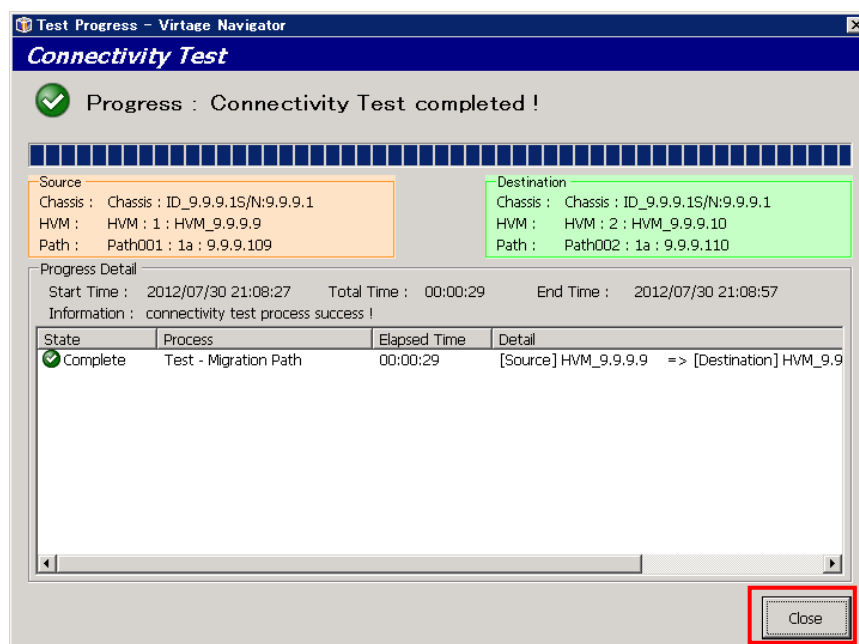 Test Progress - Virtage Navigator
Connectivity Test
Progress : Connectivity Test completed !
Source
Chassis : Chassis : ID_9.9.9.1S/N:9.9.9.1
HVM : HVM : 1 : HVM_9.9.9.9
Path : Path001 : 1a : 9.9.9.109
Destination
Chassis : Chassis : ID_9.9.9.1S/N:9.9.9.1
HVM : HVM : 2 : HVM_9.9.9.10
Path : Path002 : 1a : 9.9.9.110
Progress Detail
Start Time : 2012/07/30 21:08:27 Total Time : 00:00:29 End Time : 2012/07/30 21:08:57
Information : connectivity test process success !
State Process Elapsed Time Detail
Complete Test - Migration Path 00:00:29 [Source] HVM_9.9.9.9 => [Destination] HVM_9.9
Close